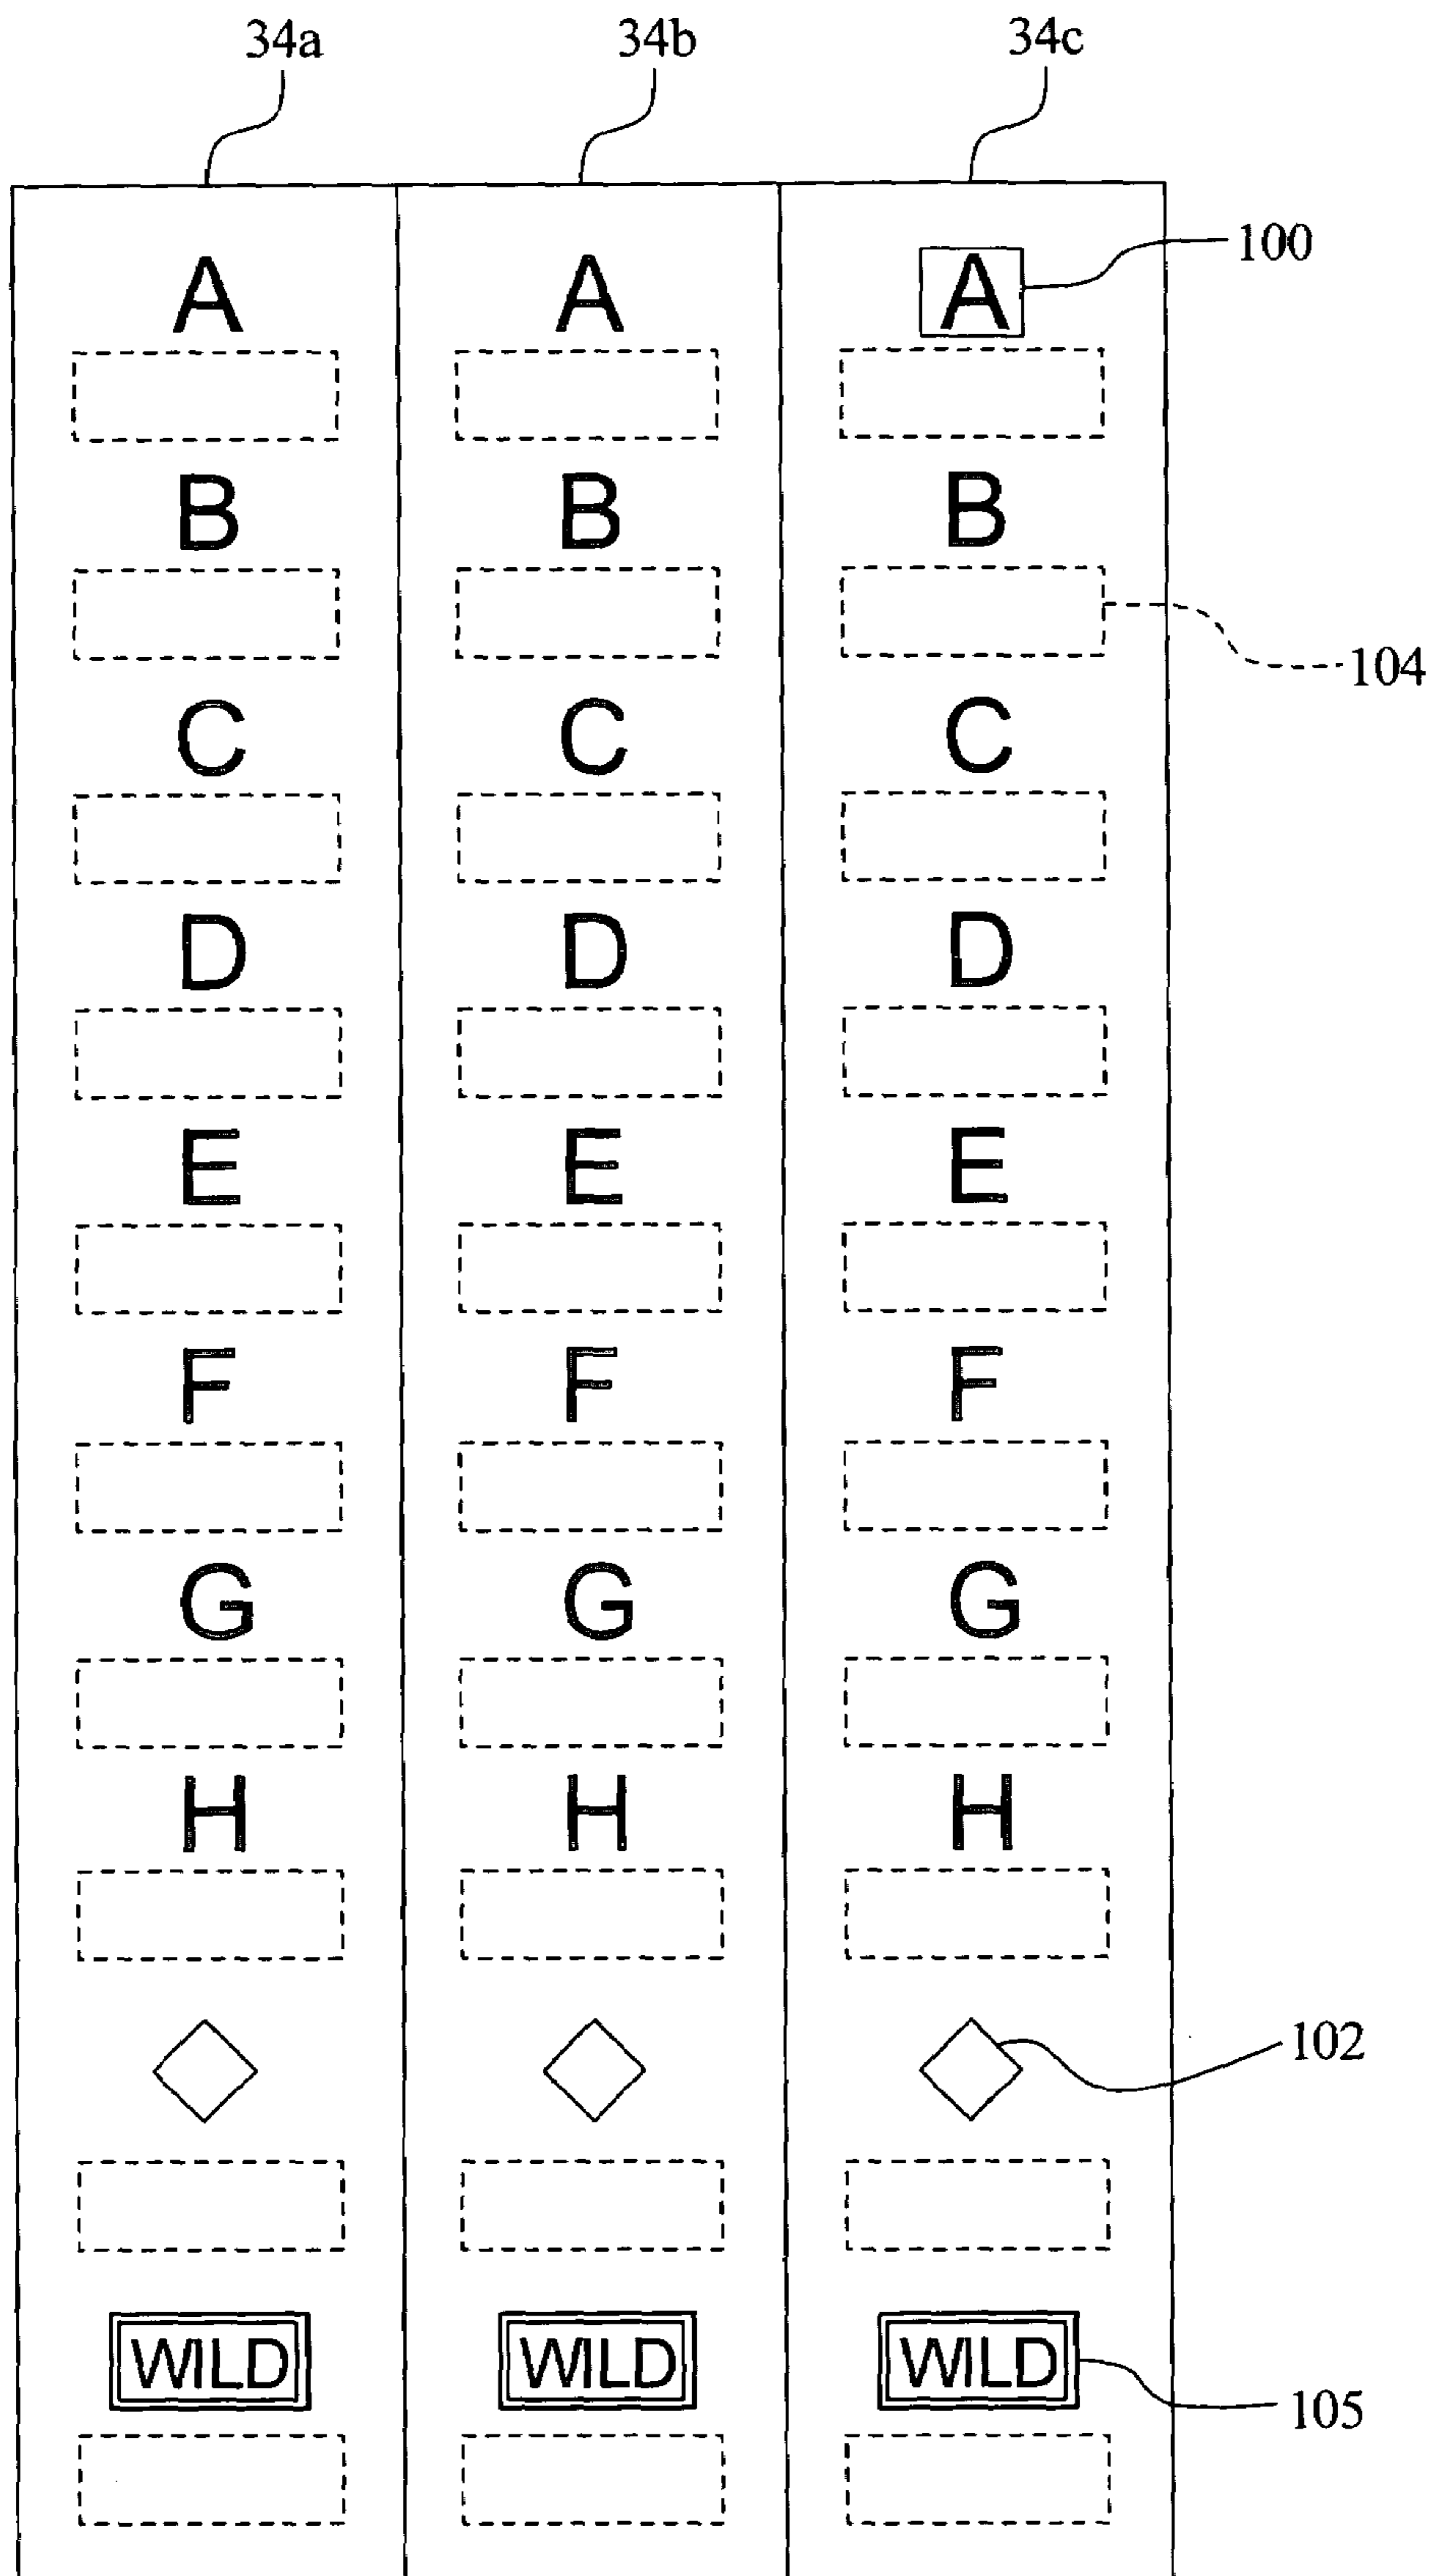 34a 34b 34c
A A A 100
B B B
104
C C C
D D D
E E E
F F F
G G G
H H H
102
WILD WILD WILD
105